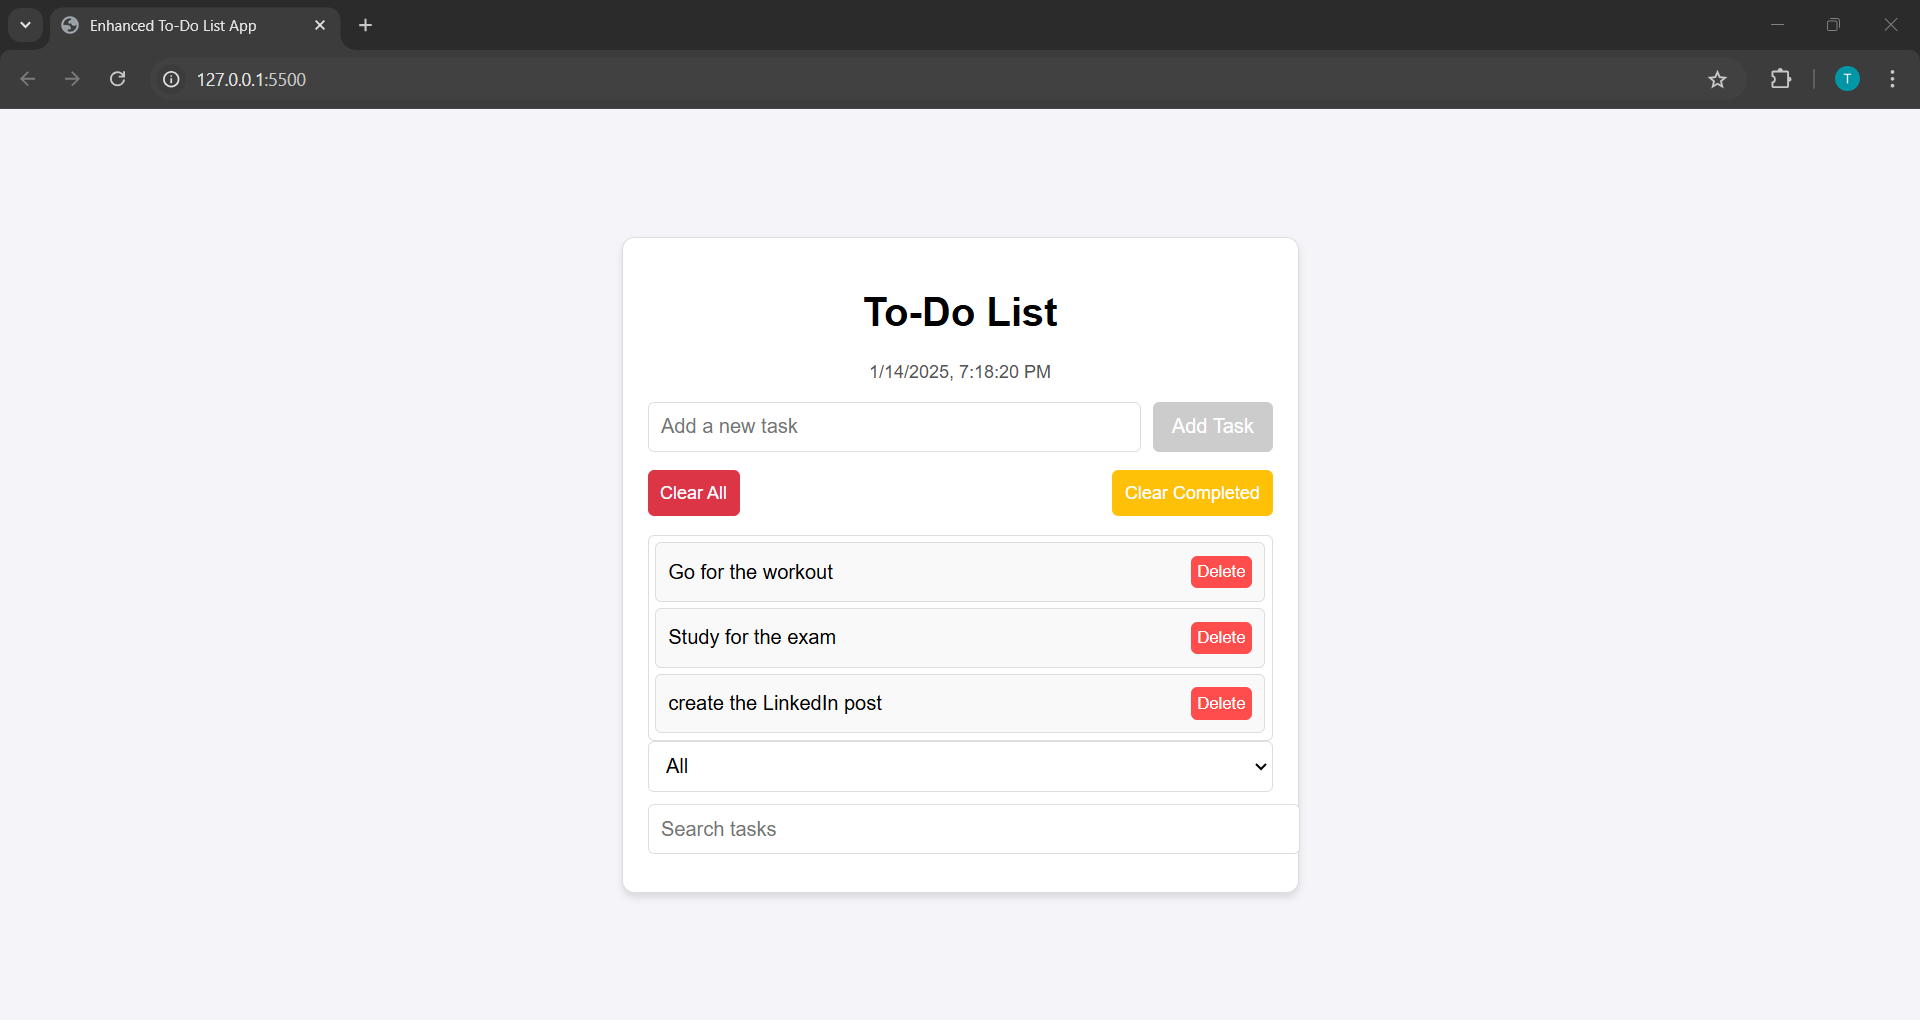 Enhanced To-Do List App
127.0.0.1:5500
T
To-Do List
1/14/2025, 7:18:20 PM
Add a new task
Add Task
Clear All
Clear Completed
Go for the workout
Delete
Study for the exam
Delete
create the LinkedIn post
Delete
All
Search tasks